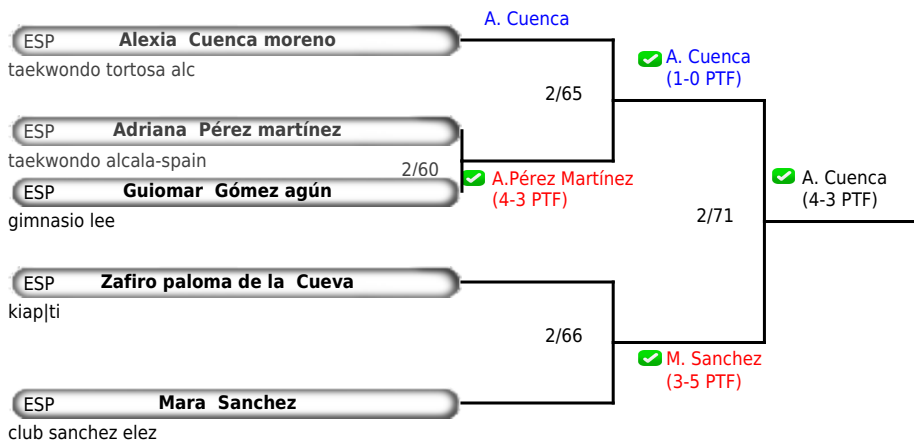 A. Cuenca
ESP Alexia Cuenca moreno
taekwondo tortosa alc
A. Cuenca
(1-0 PTF)
2/65
ESP Adriana Pérez martínez
taekwondo alcala-spain
2/60
A.Pérez Martínez
(4-3 PTF)
A. Cuenca
(4-3 PTF)
ESP Guiomar Gómez agún
gimnasio lee
2/71
ESP Zafiro paloma de la Cueva
kiap|ti
2/66
M. Sanchez
(3-5 PTF)
ESP Mara Sanchez
club sanchez elez